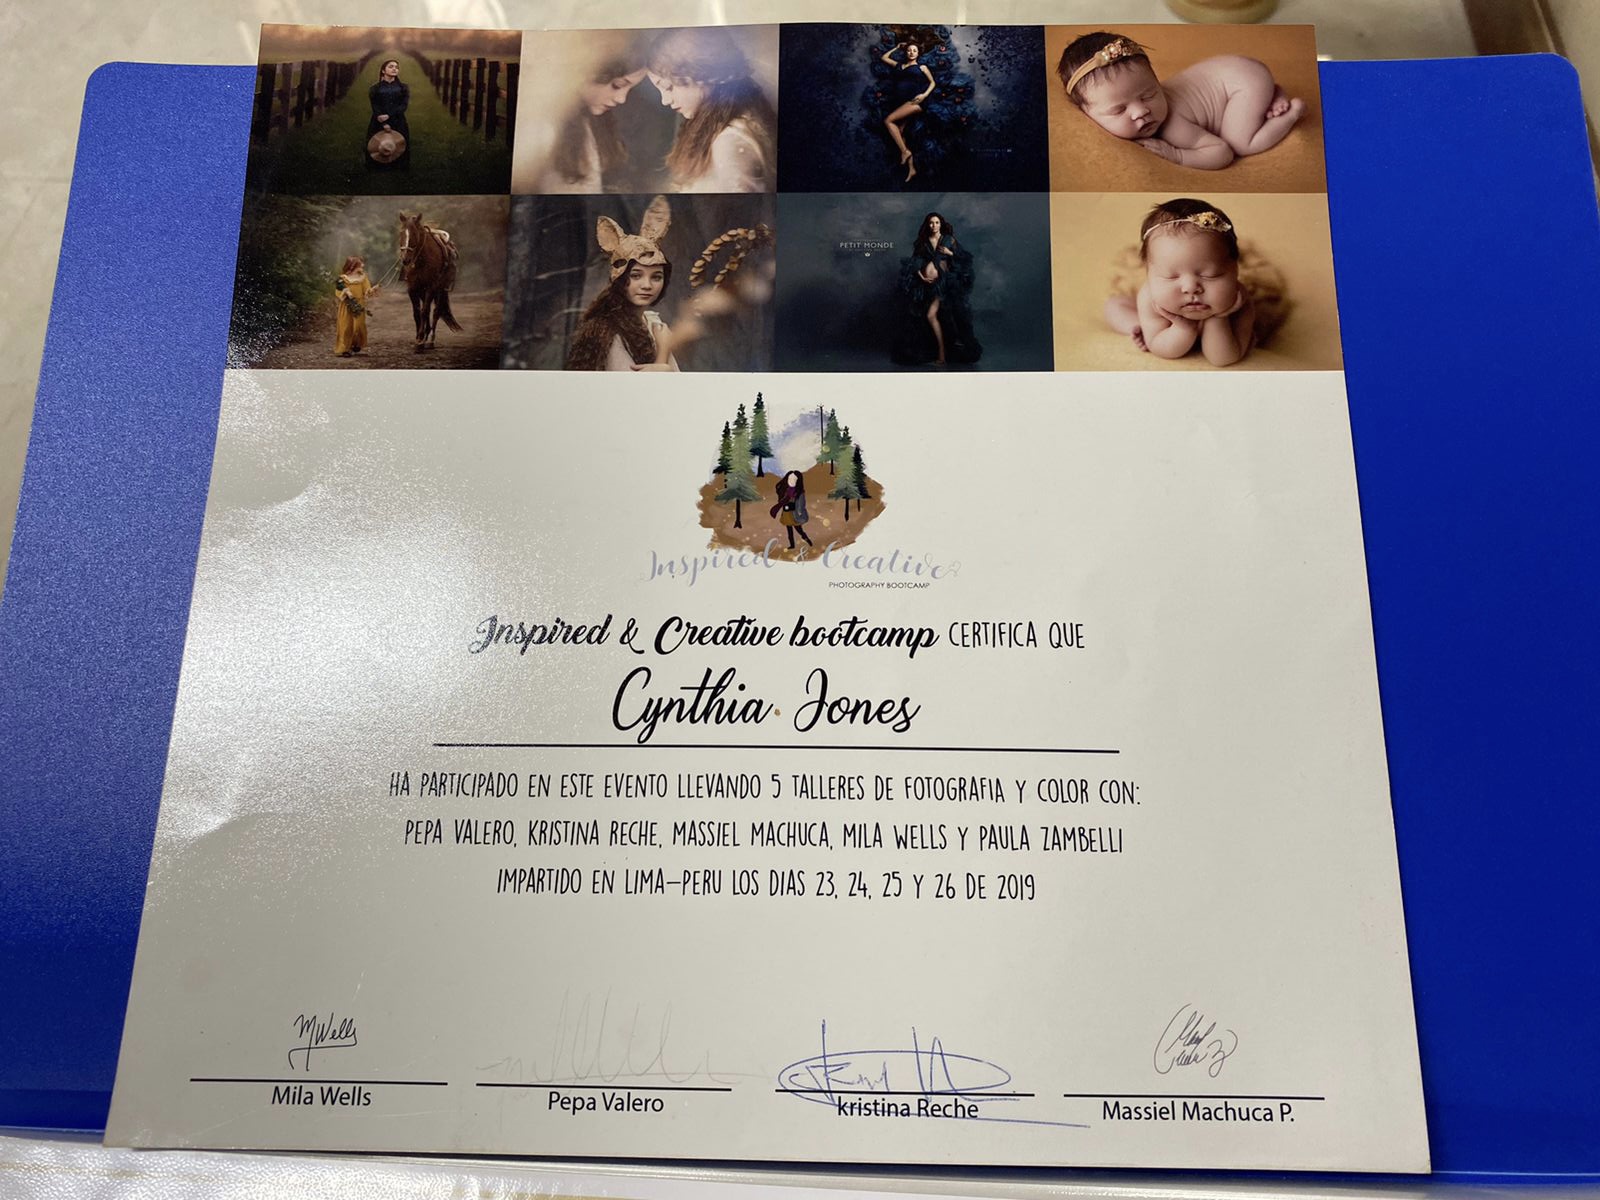 PETIT MONDE
Inspired & Creative
PHOTOGRAPHY BOOTCAMP
Inspired & Creative bootcamp CERTIFICA QUE
Cynthia Jones
HA PARTICIPADO EN ESTE EVENTO LLEVANDO 5 TALLERES DE FOTOGRAFIA Y COLOR CON:
PEPA VALERO, KRISTINA RECHE, MASSIEL MACHUCA, MILA WELLS Y PAULA ZAMBELLI
IMPARTIDO EN LIMA-PERU LOS DIAS 23, 24, 25 Y 26 DE 2019
MWells
Mila Wells
Pepa Valero
kristina Reche
Massiel Machuca P.